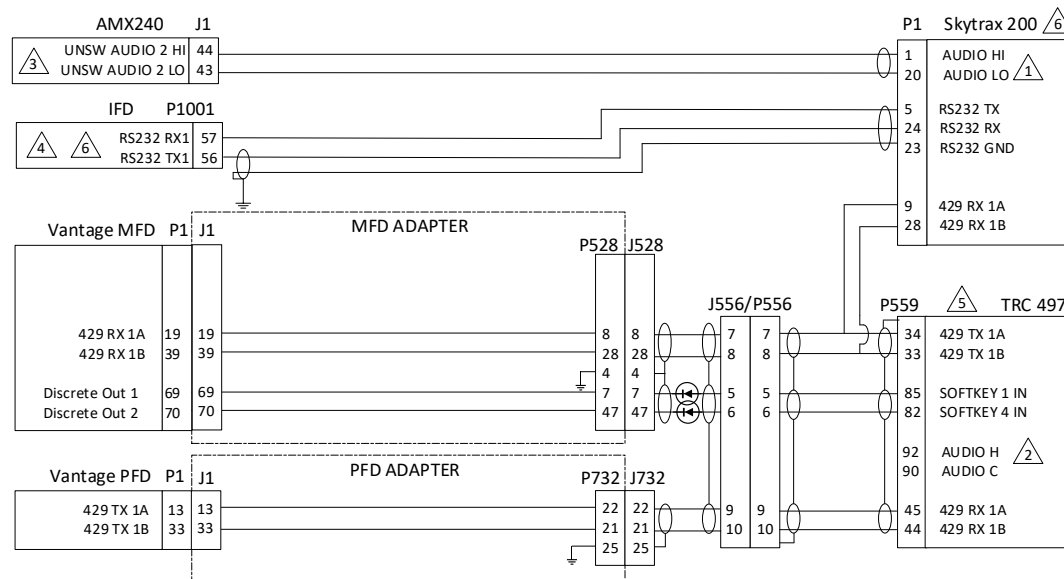 AMX240 J1 P1 Skytrax 200 6
3 UNSW AUDIO 2 HI 44 1 AUDIO HI
UNSW AUDIO 2 LO 43 20 AUDIO LO 1
IFD P1001
4 6 RS232 RX1 57 5 RS232 TX
RS232 TX1 56 24 RS232 RX
23 RS232 GND
9 429 RX 1A
28 429 RX 1B
Vantage MFD P1 J1 MFD ADAPTER
P528 J528
J556/P556 P559 5 TRC 497
429 RX 1A 19 19 8 8 7 7 34 429 TX 1A
429 RX 1B 39 39 28 28 8 8 33 429 TX 1B
4 4
Discrete Out 1 69 69 7 7 5 5 85 SOFTKEY 1 IN
Discrete Out 2 70 70 47 47 6 6 82 SOFTKEY 4 IN
92 AUDIO H 2
90 AUDIO C
Vantage PFD P1 J1 PFD ADAPTER P732 J732
429 TX 1A 13 13 22 22 9 9 45 429 RX 1A
429 TX 1B 33 33 21 21 10 10 44 429 RX 1B
25 25